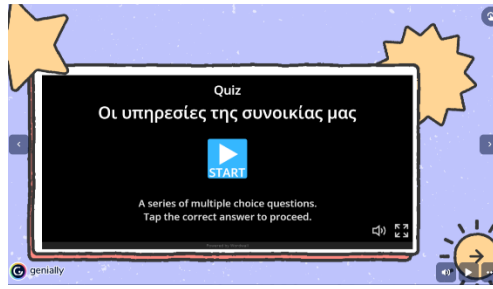 Quiz
Οι υπηρεσίες της συνοικίας μας
START
A series of multiple choice questions.
Tap the correct answer to proceed.
genially